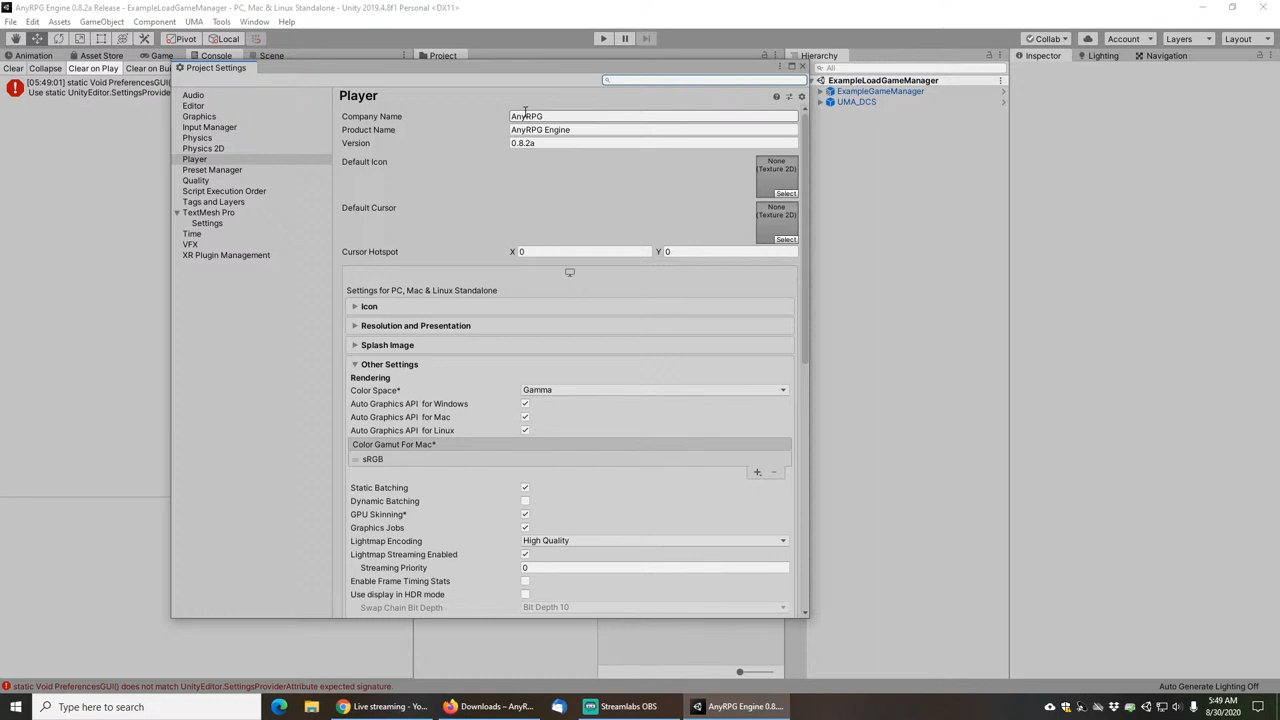 AnyRPG Engine 0.8.2a Release - ExampleLoadGameManager - PC, Mac & Linux Standalone - Unity 2019.4.8f1 Personal <DX11>
File Edit Assets GameObject Component UMA Tools Window Help
Pivot Local Collab Account Layers Layout
Animation Asset Store Game Console Scene Project Hierarchy Inspector Lighting Navigation
Clear Collapse Clear on Play Clear on Bu
[05:49:01] static Void PreferencesGUI()
Use static UnityEditor.SettingsProvider
All
ExampleLoadGameManager
ExampleGameManager
UMA_DCS
Project Settings
Audio
Editor
Graphics
Input Manager
Physics
Physics 2D
Player
Preset Manager
Quality
Script Execution Order
Tags and Layers
TextMesh Pro
Settings
Time
VFX
XR Plugin Management
Player
Company Name AnyRPG
Product Name AnyRPG Engine
Version 0.8.2a
Default Icon
None
(Texture 2D)
Select
Default Cursor
None
(Texture 2D)
Select
Cursor Hotspot X 0 Y 0
Settings for PC, Mac & Linux Standalone
Icon
Resolution and Presentation
Splash Image
Other Settings
Rendering
Color Space* Gamma
Auto Graphics API for Windows
Auto Graphics API for Mac
Auto Graphics API for Linux
Color Gamut For Mac*
sRGB
Static Batching
Dynamic Batching
GPU Skinning*
Graphics Jobs
Lightmap Encoding High Quality
Lightmap Streaming Enabled
Streaming Priority 0
Enable Frame Timing Stats
Use display in HDR mode
Swap Chain Bit Depth Bit Depth 10
static Void PreferencesGUI() does not match UnityEditor.SettingsProviderAttribute expected signature.
Auto Generate Lighting Off
Type here to search
Live streaming - Yo...
Downloads – AnyR...
Streamlabs OBS
AnyRPG Engine 0.8....
5:49 AM
8/30/2020